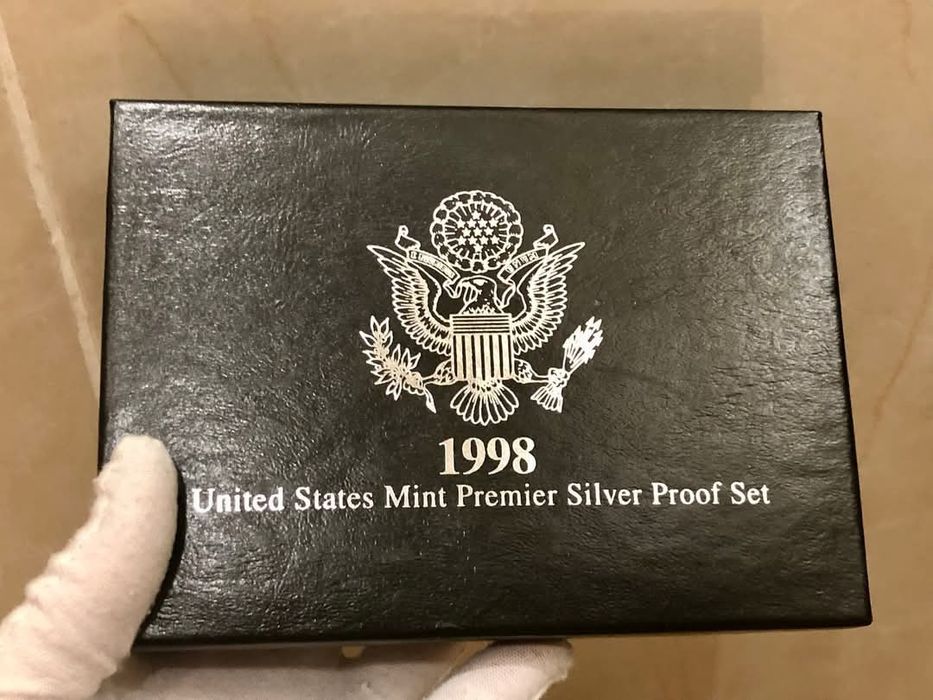 1998
United States Mint Premier Silver Proof Set